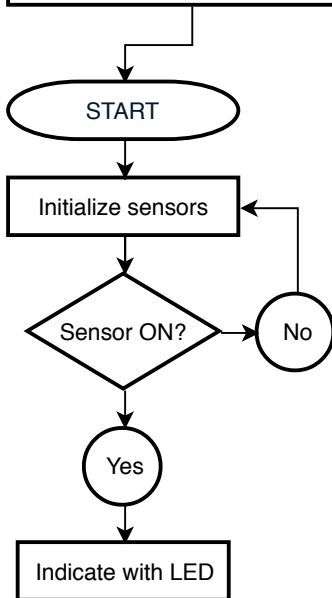 START
Initialize sensors
Sensor ON?
No
Yes
Indicate with LED